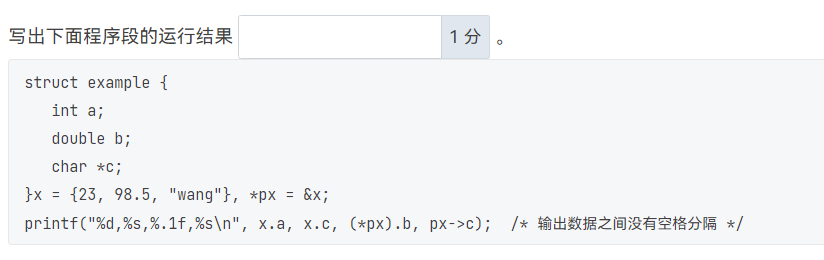 写出下面程序段的运行结果 1 分 。
struct example {
   int a;
   double b;
   char *c;
}x = {23, 98.5, "wang"}, *px = &x;
printf("%d,%s,%.1f,%s\n", x.a, x.c, (*px).b, px->c);  /* 输出数据之间没有空格分隔 */